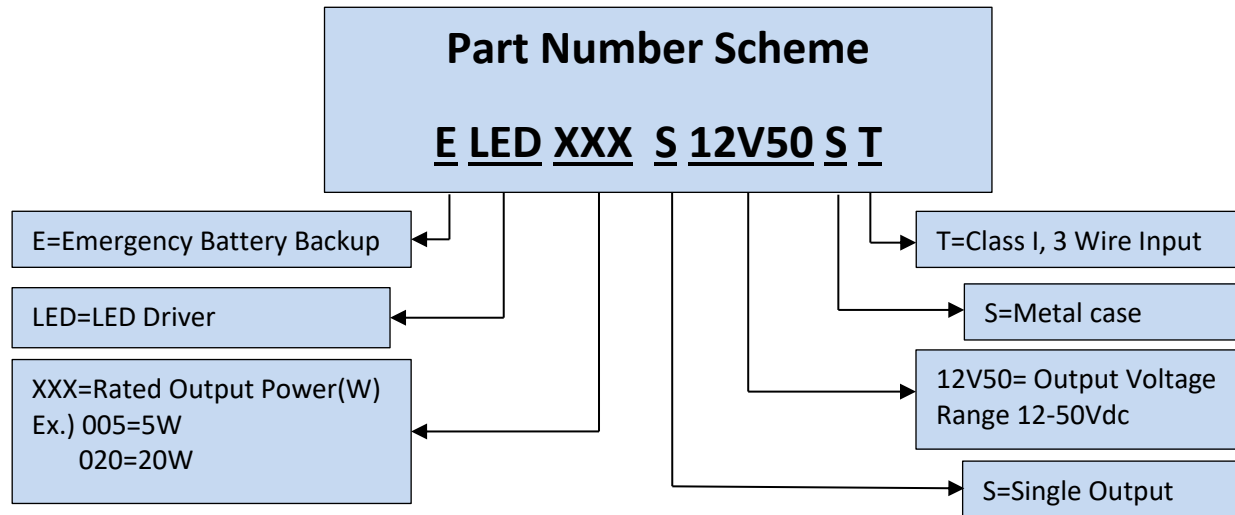 Part Number Scheme
E LED XXX S 12V50 S T
E=Emergency Battery Backup
LED=LED Driver
XXX=Rated Output Power(W)
Ex.) 005=5W
020=20W
T=Class I, 3 Wire Input
S=Metal case
12V50= Output Voltage
Range 12-50Vdc
S=Single Output